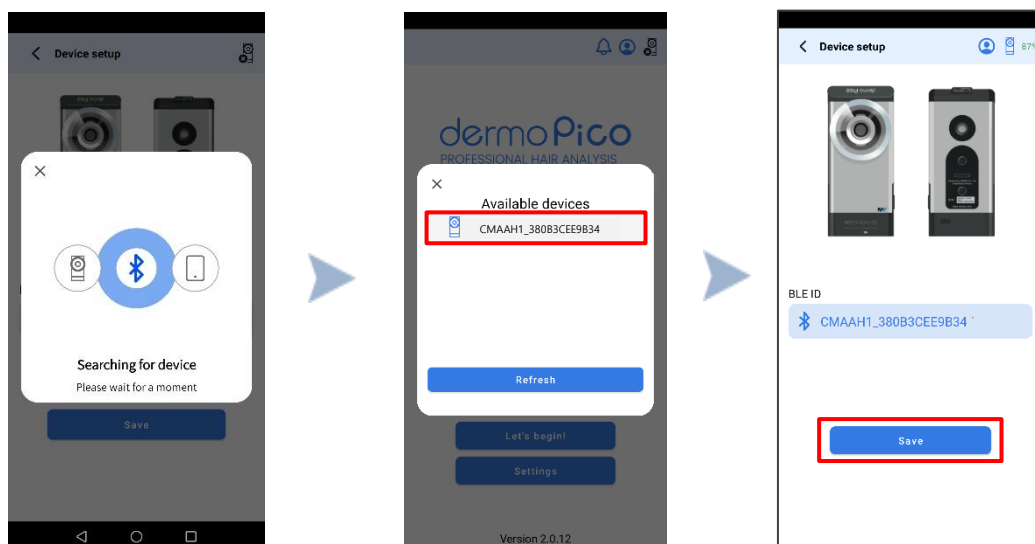 Device setup
Searching for device
Please wait for a moment
Save
dermoPico
PROFESSIONAL HAIR ANALYSIS
Available devices
CMAAH1_380B3CEE9B34
Refresh
Let's begin!
Settings
Version 2.0.12
Device setup
87%
BLE ID
CMAAH1_380B3CEE9B34
Save